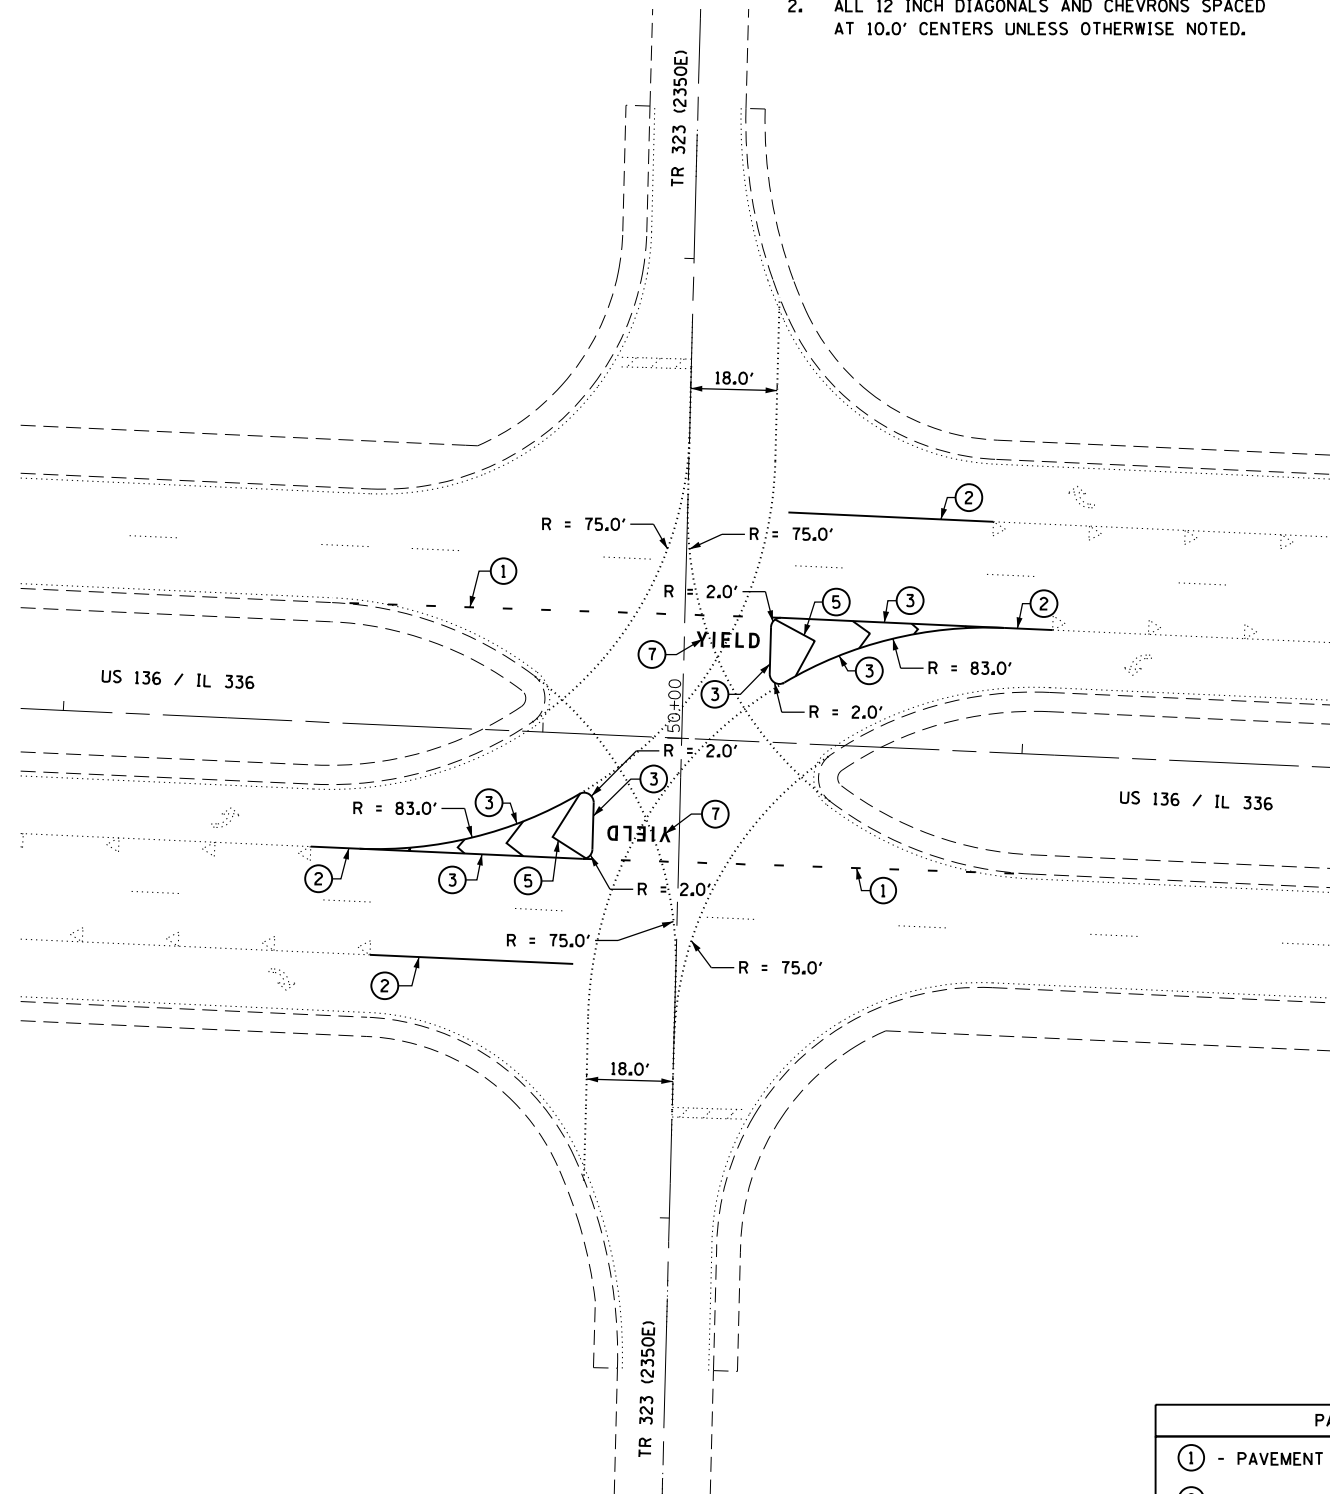 2. ALL 12 INCH DIAGONALS AND CHEVRONS SPACED
AT 10.0' CENTERS UNLESS OTHERWISE NOTED.
TR 323 (2350E)
18.0'
2
R = 75.0'
R = 75.0'
1
R = 2.0'
5
3
2
YIELD
7
3
R = 83.0'
US 136 / IL 336
3
R = 2.0'
50+00
R = 2.0'
3
US 136 / IL 336
R = 83.0'
3
7
YIELD
2
3
5
R = 2.0'
1
R = 75.0'
R = 75.0'
2
18.0'
TR 323 (2350E)
1 - PAVEMENT